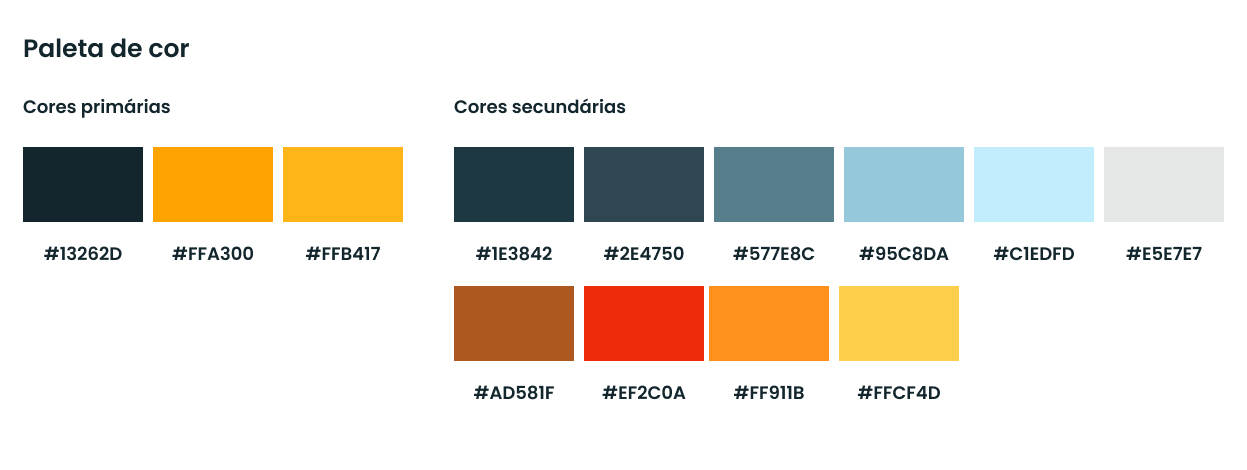 Paleta de cor
Cores primárias
#13262D #FFA300 #FFB417
Cores secundárias
#1E3842 #2E4750 #577E8C #95C8DA #C1EDFD #E5E7E7
#AD581F #EF2C0A #FF911B #FFCF4D